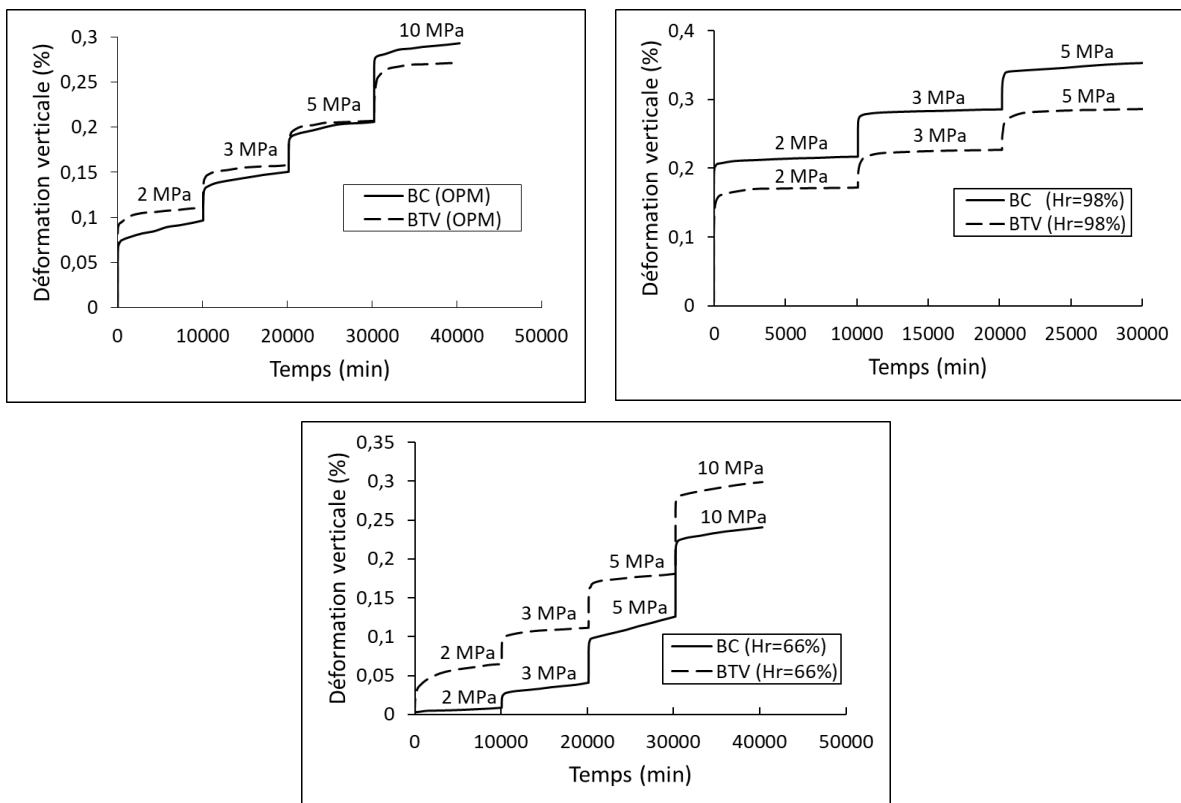 Déformation verticale (%)
0,3
0,25
0,2
0,15
0,1
0,05
0
2 MPa
3 MPa
5 MPa
10 MPa
BC (OPM)
BTV (OPM)
0 10000 20000 30000 40000 50000
Temps (min)
Déformation verticale (%)
0,4
0,3
0,2
0,1
0,0
2 MPa
3 MPa
5 MPa
2 MPa
3 MPa
5 MPa
BC (Hr=98%)
BTV (Hr=98%)
0 5000 10000 15000 20000 25000 30000
Temps (min)
Déformation verticale (%)
0,35
0,3
0,25
0,2
0,15
0,1
0,05
0
2 MPa
3 MPa
5 MPa
10 MPa
2 MPa
3 MPa
5 MPa
10 MPa
BC (Hr=66%)
BTV (Hr=66%)
0 10000 20000 30000 40000 50000
Temps (min)